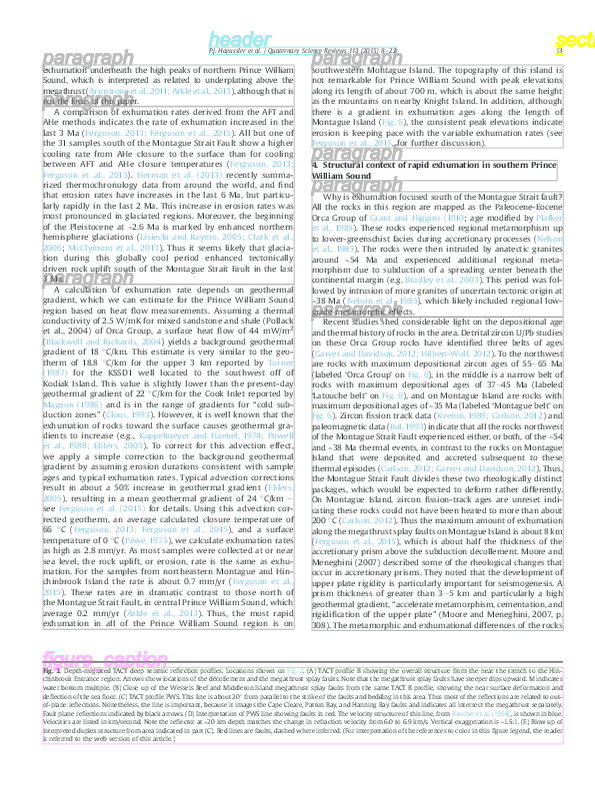 header
P.J. Haeussler et al. / Quaternary Science Reviews 113 (2015) 8–22
secti
13
paragraph
exhumation underneath the high peaks of northern Prince William
Sound, which is interpreted as related to underplating above the
megathrust (Armstrong et al., 2011; Arkle et al., 2013), although that is
not the focus of this paper.
paragraph
A comparison of exhumation rates derived from the AFT and
AHe methods indicates the rate of exhumation increased in the
last 3 Ma (Ferguson, 2013; Ferguson et al., 2015). All but one of
the 31 samples south of the Montague Strait Fault show a higher
cooling rate from AHe closure to the surface than for cooling
between AFT and AHe closure temperatures (Ferguson, 2013;
Ferguson et al., 2015). Herman et al. (2013) recently summa-
rized thermochronology data from around the world, and find
that erosion rates have increases in the last 6 Ma, but particu-
larly rapidly in the last 2 Ma. This increase in erosion rates was
most pronounced in glaciated regions. Moreover, the beginning
of the Pleistocene at ~2.6 Ma is marked by enhanced northern
hemisphere glaciations (Lisiecki and Raymo, 2005; Clark et al.,
2006; McClymont et al., 2013). Thus it seems likely that glacia-
tion during this globally cool period enhanced tectonically
driven rock uplift south of the Montague Strait Fault in the last
3 Ma.
paragraph
A calculation of exhumation rate depends on geothermal
gradient, which we can estimate for the Prince William Sound
region based on heat flow measurements. Assuming a thermal
conductivity of 2.5 W/mK for mixed sandstone and shale (Pollack
et al., 2004) of Orca Group, a surface heat flow of 44 mW/m2
(Blackwell and Richards, 2004) yields a background geothermal
gradient of 18 °C/km. This estimate is very similar to the geo-
therm of 18.8 °C/km for the upper 3 km reported by Turner
(1987) for the KSSD1 well located to the southwest off of
Kodiak Island. This value is slightly lower than the present-day
geothermal gradient of 22 °C/km for the Cook Inlet reported by
Magoon (1986) and is in the range of gradients for "cold sub-
duction zones" (Cloos, 1993). However, it is well known that the
exhumation of rocks toward the surface causes geothermal gra-
dients to increase (e.g., Kappelmeyer and Haenel, 1974; Powell
et al., 1988; Ehlers, 2005). To correct for this advection effect,
we apply a simple correction to the background geothermal
gradient by assuming erosion durations consistent with sample
ages and typical exhumation rates. Typical advection corrections
result in about a 50% increase in geothermal gradient (Ehlers,
2005), resulting in a mean geothermal gradient of 24 °C/km –
see Ferguson et al. (2015) for details. Using this advection cor-
rected geotherm, an average calculated closure temperature of
66 °C (Ferguson, 2013; Ferguson et al., 2015), and a surface
temperature of 0 °C (Péwé, 1975), we calculate exhumation rates
as high as 2.8 mm/yr. As most samples were collected at or near
sea level, the rock uplift, or erosion, rate is the same as exhu-
mation. For the samples from northeastern Montague and Hin-
chinbrook Island the rate is about 0.7 mm/yr (Ferguson et al.,
2015). These rates are in dramatic contrast to those north of
the Montague Strait Fault, in central Prince William Sound, which
average 0.2 mm/yr (Arkle et al., 2013). Thus, the most rapid
exhumation in all of the Prince William Sound region is on
paragraph
southwestern Montague Island. The topography of this island is
not remarkable for Prince William Sound with peak elevations
along its length of about 700 m, which is about the same height
as the mountains on nearby Knight Island. In addition, although
there is a gradient in exhumation ages along the length of
Montague Island (Fig. 6), the consistent peak elevations indicate
erosion is keeping pace with the variable exhumation rates (see
Ferguson et al., 2015, for further discussion).
paragraph
4. Structural context of rapid exhumation in southern Prince
William Sound
paragraph
Why is exhumation focused south of the Montague Strait fault?
All the rocks in this region are mapped as the Paleocene-Eocene
Orca Group of Grant and Higgins (1910; age modified by Plafker
et al., 1985). These rocks experienced regional metamorphism up
to lower-greenschist facies during accretionary processes (Nelson
et al., 1985). The rocks were then intruded by anatectic granites
around ~54 Ma and experienced additional regional meta-
morphism due to subduction of a spreading center beneath the
continental margin (e.g., Bradley et al., 2003). This period was fol-
lowed by intrusion of more granites of uncertain tectonic origin at
~38 Ma (Nelson et al., 1985), which likely included regional low-
grade metamorphic effects.
paragraph
Recent studies shed considerable light on the depositional age
and thermal history of rocks in the area. Detrital zircon U/Pb studies
on these Orca Group rocks have identified three belts of ages
(Garver and Davidson, 2012; Hilbert-Wolf, 2012). To the northwest
are rocks with maximum depositional zircon ages of 55–65 Ma
(labeled 'Orca Group' on Fig. 6), in the middle is a narrow belt of
rocks with maximum depositional ages of 37–45 Ma (labeled
'Latouche belt' on Fig. 6), and on Montague Island are rocks with
maximum depositional ages of ~35 Ma (labeled 'Montague belt' on
Fig. 6). Zircon fission track data (Kveton, 1989; Carlson, 2012) and
paleomagnetic data (Bol, 1993) indicate that all the rocks northwest
of the Montague Strait Fault experienced either, or both, of the ~54
and ~38 Ma thermal events, in contrast to the rocks on Montague
Island that were deposited and accreted subsequent to these
thermal episodes (Carlson, 2012; Garver and Davidson, 2012). Thus,
the Montague Strait Fault divides these two rheologically distinct
packages, which would be expected to deform rather differently.
On Montague Island, zircon fission-track ages are unreset indi-
cating these rocks could not have been heated to more than about
200 °C (Carlson, 2012). Thus the maximum amount of exhumation
along the megathrust splay faults on Montague Island is about 8 km
(Ferguson et al., 2015), which is about half the thickness of the
accretionary prism above the subduction décollement. Moore and
Meneghini (2007) described some of the rheological changes that
occur in accretionary prisms. They noted that the development of
upper plate rigidity is particularly important for seismogenesis. A
prism thickness of greater than 3–5 km and particularly a high
geothermal gradient, "accelerate metamorphism, cementation, and
rigidification of the upper plate" (Moore and Meneghini, 2007, p.
308). The metamorphic and exhumational differences of the rocks
figure_caption
Fig. 3. Depth-migrated TACT deep seismic reflection profiles. Locations shown on Fig. 2. (A) TACT profile B showing the overall structure from the near the trench to the Hin-
chinbrook Entrance region. Arrows show locations of the décollement and the megathrust splay faults. Note that the megathrust splay faults have steeper dips upward. M indicates
water bottom multiple. (B) Close up of the Wessels Reef and Middleton Island megathrust splay faults from the same TACT B profile, showing the near surface deformation and
deflection of the sea floor. (C) TACT profile PWS. This line is about 20° from parallel to the strike of the faults and bedding in this area. Thus most of the reflections are related to out-
of-plane reflections. Nonetheless, the line is important, because it images the Cape Cleare, Patton Bay, and Hanning Bay faults and indicates all intersect the megathrust separately.
Fault plane reflections indicated by black arrows. (D) Interpretation of PWS line showing faults in red. The velocity structure of this line, from Brocher et al. (1994), is shown in blue.
Velocities are listed in km/second. Note the reflector at ~20 km depth matches the change in refraction velocity from 6.0 to 6.9 km/s. Vertical exaggeration is ~1.5:1. (E) Blow up of
interpreted duplex structure from area indicated in part (C). Red lines are faults, dashed where inferred. (For interpretation of the references to color in this figure legend, the reader
is referred to the web version of this article.)